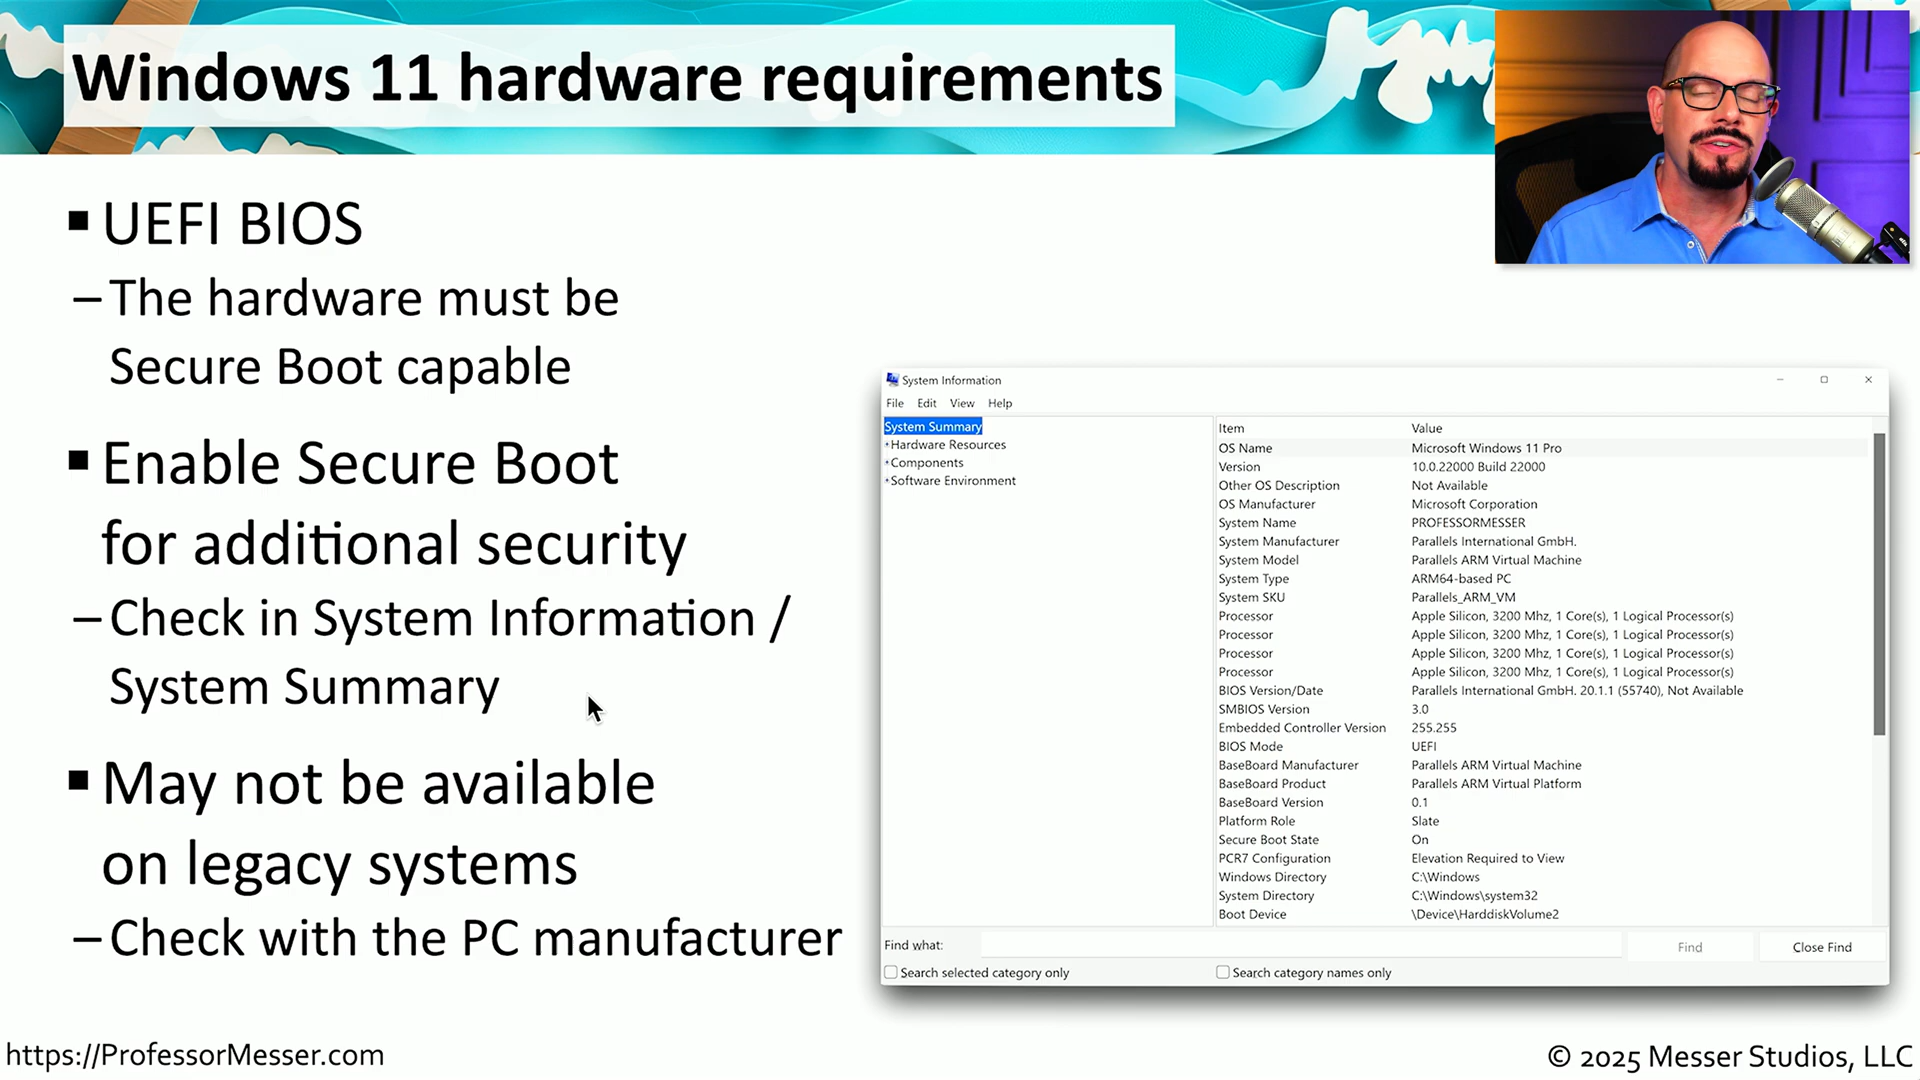 Windows 11 hardware requirements
▪ UEFI BIOS
– The hardware must be
Secure Boot capable
▪ Enable Secure Boot
for additional security
– Check in System Information /
System Summary
▪ May not be available
on legacy systems
– Check with the PC manufacturer
System Information
File Edit View Help
System Summary
Hardware Resources
Components
Software Environment
Item Value
OS Name Microsoft Windows 11 Pro
Version 10.0.22000 Build 22000
Other OS Description Not Available
OS Manufacturer Microsoft Corporation
System Name PROFESSORMESSER
System Manufacturer Parallels International GmbH.
System Model Parallels ARM Virtual Machine
System Type ARM64-based PC
System SKU Parallels_ARM_VM
Processor Apple Silicon, 3200 Mhz, 1 Core(s), 1 Logical Processor(s)
Processor Apple Silicon, 3200 Mhz, 1 Core(s), 1 Logical Processor(s)
Processor Apple Silicon, 3200 Mhz, 1 Core(s), 1 Logical Processor(s)
Processor Apple Silicon, 3200 Mhz, 1 Core(s), 1 Logical Processor(s)
BIOS Version/Date Parallels International GmbH. 20.1.1 (55740), Not Available
SMBIOS Version 3.0
Embedded Controller Version 255.255
BIOS Mode UEFI
BaseBoard Manufacturer Parallels ARM Virtual Machine
BaseBoard Product Parallels ARM Virtual Platform
BaseBoard Version 0.1
Platform Role Slate
Secure Boot State On
PCR7 Configuration Elevation Required to View
Windows Directory C:\Windows
System Directory C:\Windows\system32
Boot Device \Device\HarddiskVolume2
Find what: Find Close Find
Search selected category only Search category names only
https://ProfessorMesser.com
© 2025 Messer Studios, LLC